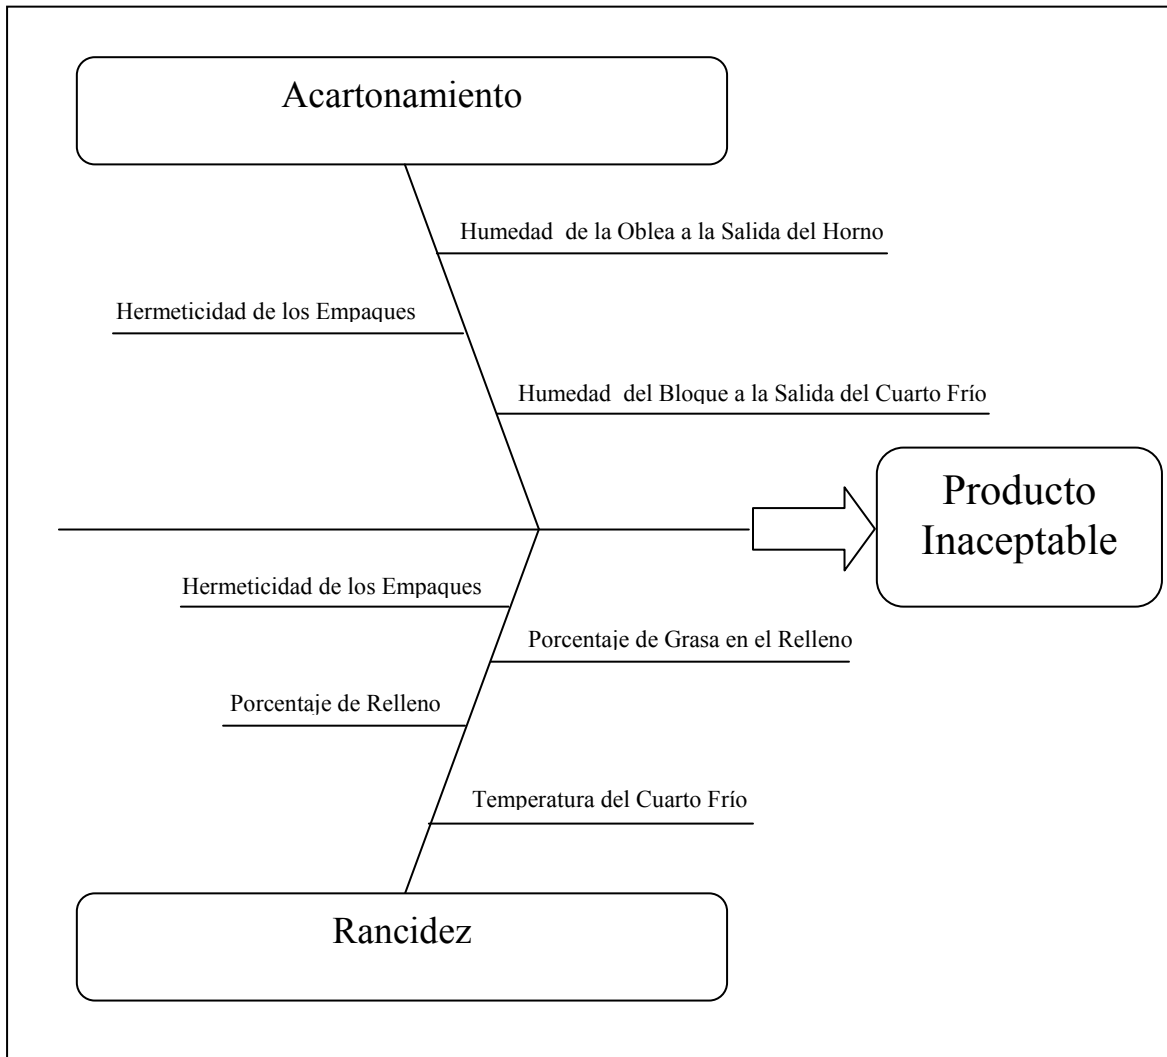 Acartonamiento
Humedad  de la Oblea a la Salida del Horno
Hermeticidad de los Empaques
Humedad  del Bloque a la Salida del Cuarto Frío
Producto
Inaceptable
Hermeticidad de los Empaques
Porcentaje de Grasa en el Relleno
Porcentaje de Relleno
Temperatura del Cuarto Frío
Rancidez